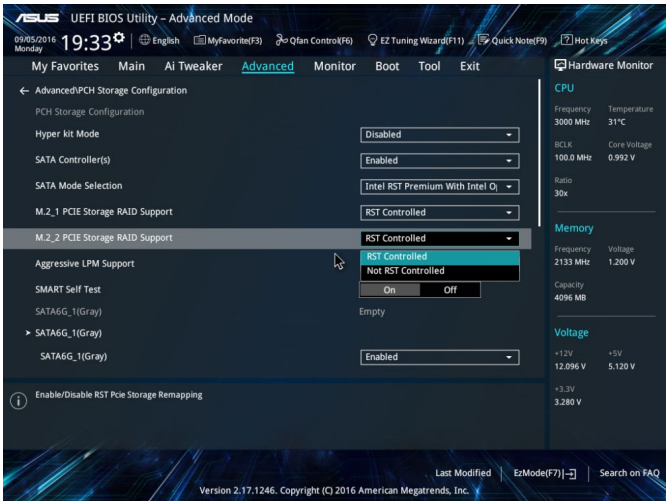 ASUS UEFI BIOS Utility – Advanced Mode
09/05/2016 Monday 19:33 English MyFavorite(F3) Qfan Control(F6) EZ Tuning Wizard(F11) Quick Note(F9) ? Hot Keys
My Favorites Main Ai Tweaker Advanced Monitor Boot Tool Exit
Hardware Monitor
← Advanced\PCH Storage Configuration
PCH Storage Configuration
Hyper kit Mode Disabled
SATA Controller(s) Enabled
SATA Mode Selection Intel RST Premium With Intel O
M.2_1 PCIE Storage RAID Support RST Controlled
M.2_2 PCIE Storage RAID Support RST Controlled
RST Controlled
Not RST Controlled
Aggressive LPM Support
SMART Self Test On Off
SATA6G_1(Gray) Empty
SATA6G_1(Gray)
SATA6G_1(Gray) Enabled
i Enable/Disable RST Pcie Storage Remapping
CPU
Frequency Temperature
3000 MHz 31°C
BCLK Core Voltage
100.0 MHz 0.992 V
Ratio
30x
Memory
Frequency Voltage
2133 MHz 1.200 V
Capacity
4096 MB
Voltage
+12V +5V
12.096 V 5.120 V
+3.3V
3.280 V
Last Modified EzMode(F7) Search on FAQ
Version 2.17.1246. Copyright (C) 2016 American Megatrends, Inc.